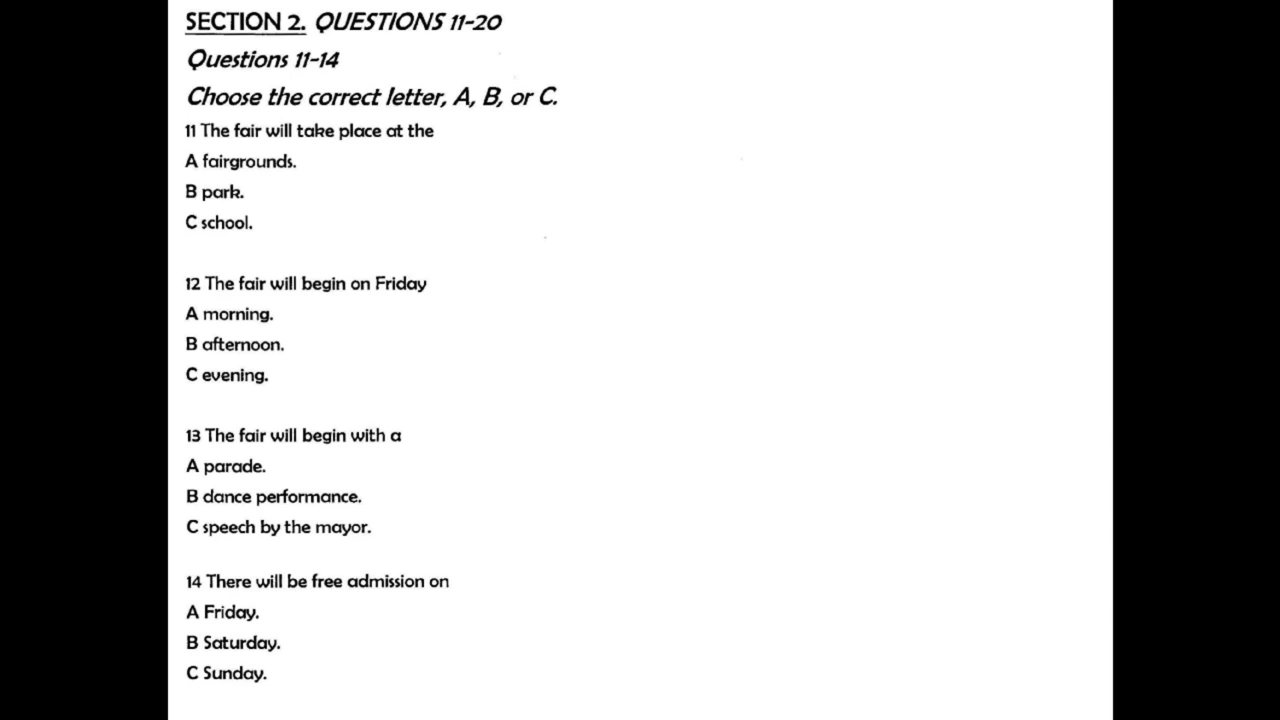 SECTION 2. QUESTIONS 11-20
Questions 11-14
Choose the correct letter, A, B, or C.
11 The fair will take place at the
A fairgrounds.
B park.
C school.
12 The fair will begin on Friday
A morning.
B afternoon.
C evening.
13 The fair will begin with a
A parade.
B dance performance.
C speech by the mayor.
14 There will be free admission on
A Friday.
B Saturday.
C Sunday.